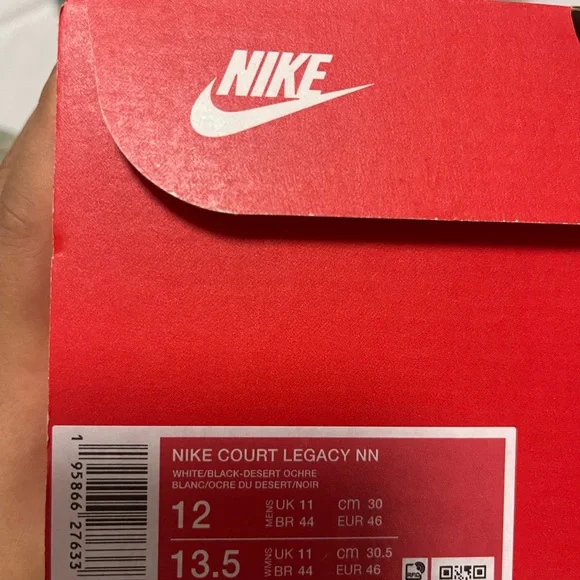 NIKE
NIKE COURT LEGACY NN
WHITE/BLACK-DESERT OCHRE
BLANC/OCRE DU DESERT/NOIR
12 MENS UK 11 cm 30
BR 44 EUR 46
13.5 WMNS UK 11 cm 30.5
BR 44 EUR 46
1 95866 27633